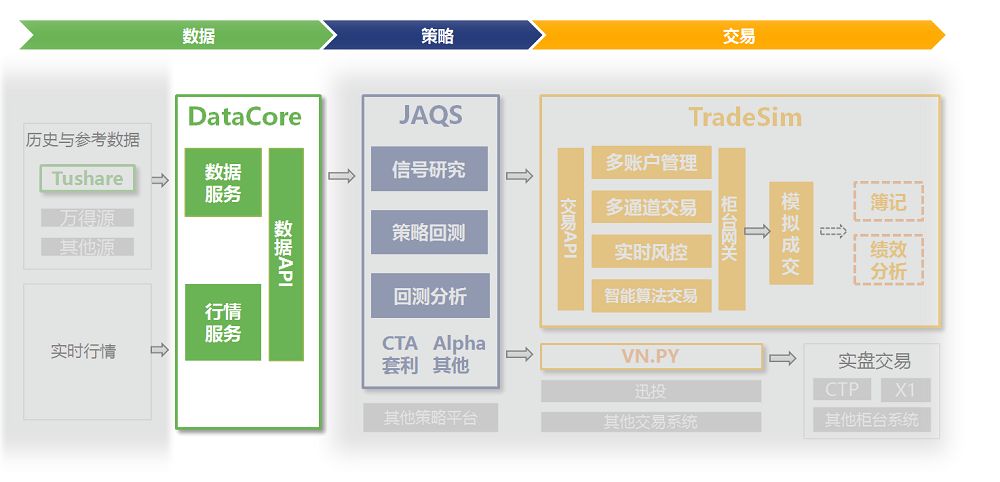 数据
策略
交易
历史与参考数据
Tushare
万得源
其他源
实时行情
DataCore
数据
服务
行情
服务
数据API
JAQS
信号研究
策略回测
回测分析
CTA Alpha
套利 其他
其他策略平台
TradeSim
交易API
多账户管理
多通道交易
实时风控
智能算法交易
柜台网关
模拟成交
簿记
绩效
分析
VN.PY
迅投
其他交易系统
实盘交易
CTP X1
其他柜台系统